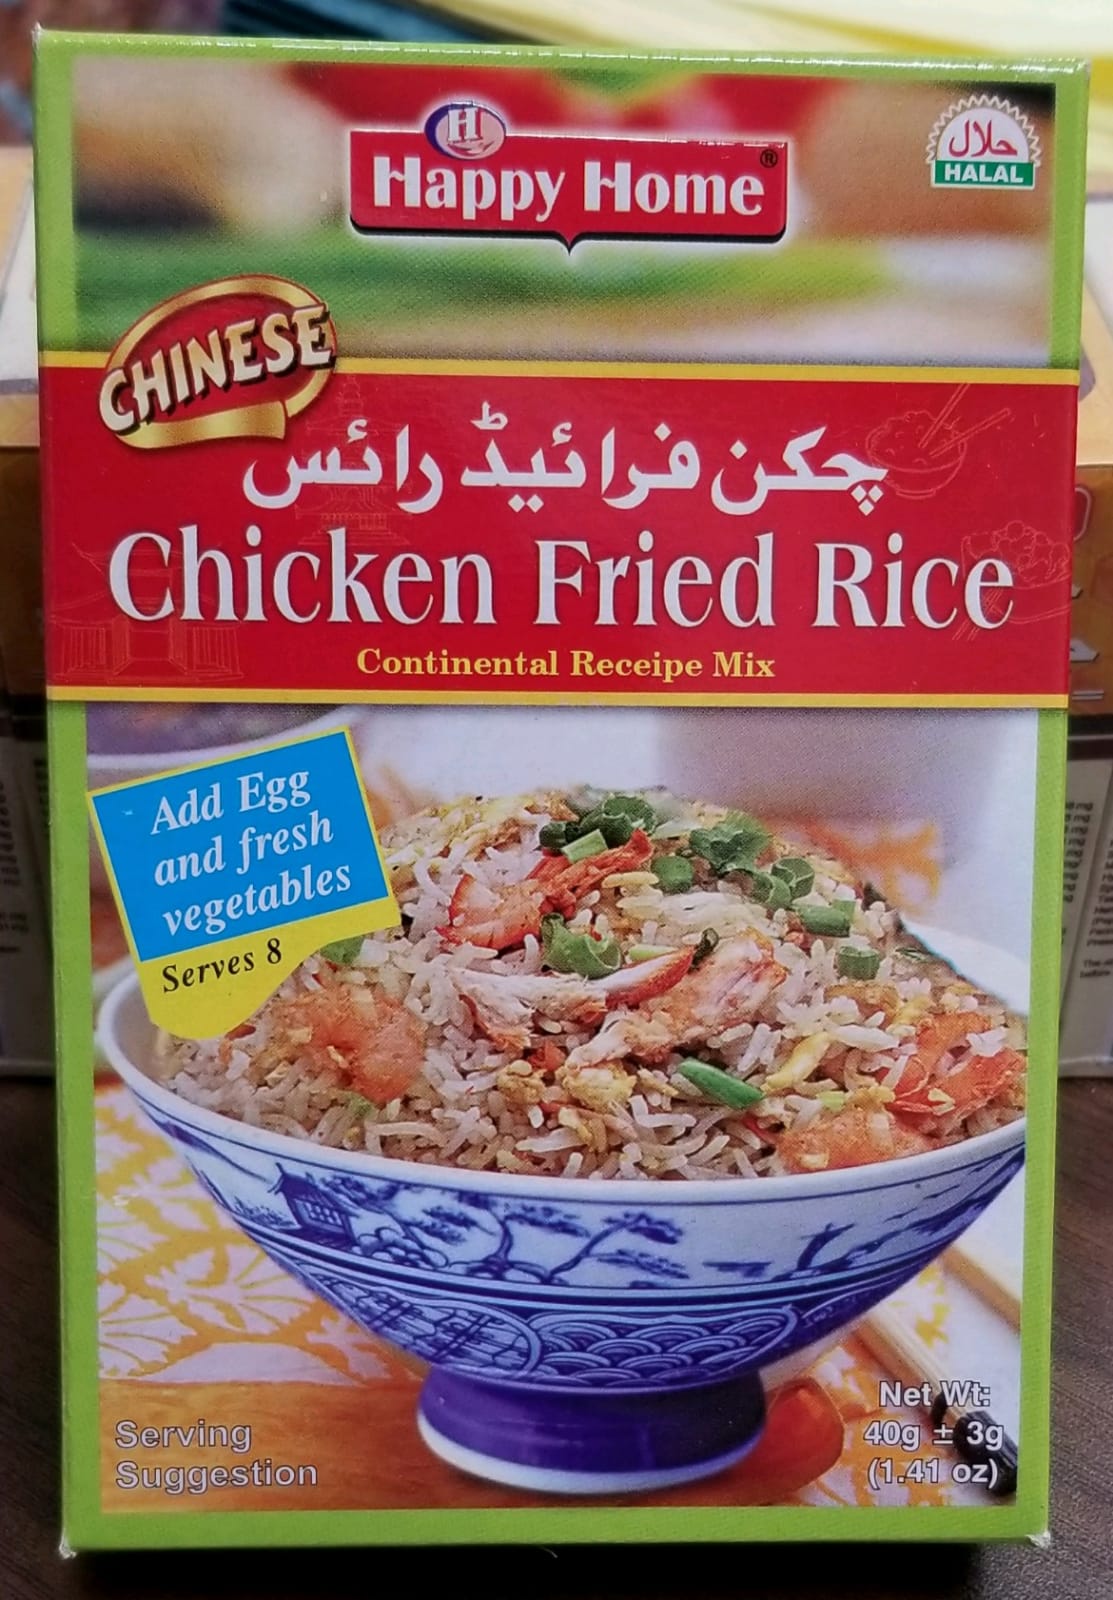 H
Happy Home®
حلال
HALAL
CHINESE
چکن فرائیڈ رائس
Chicken Fried Rice
Continental Receipe Mix
Add Egg
and fresh
vegetables
Serves 8
Serving
Suggestion
Net Wt:
40g ± 3g
(1.41 oz)